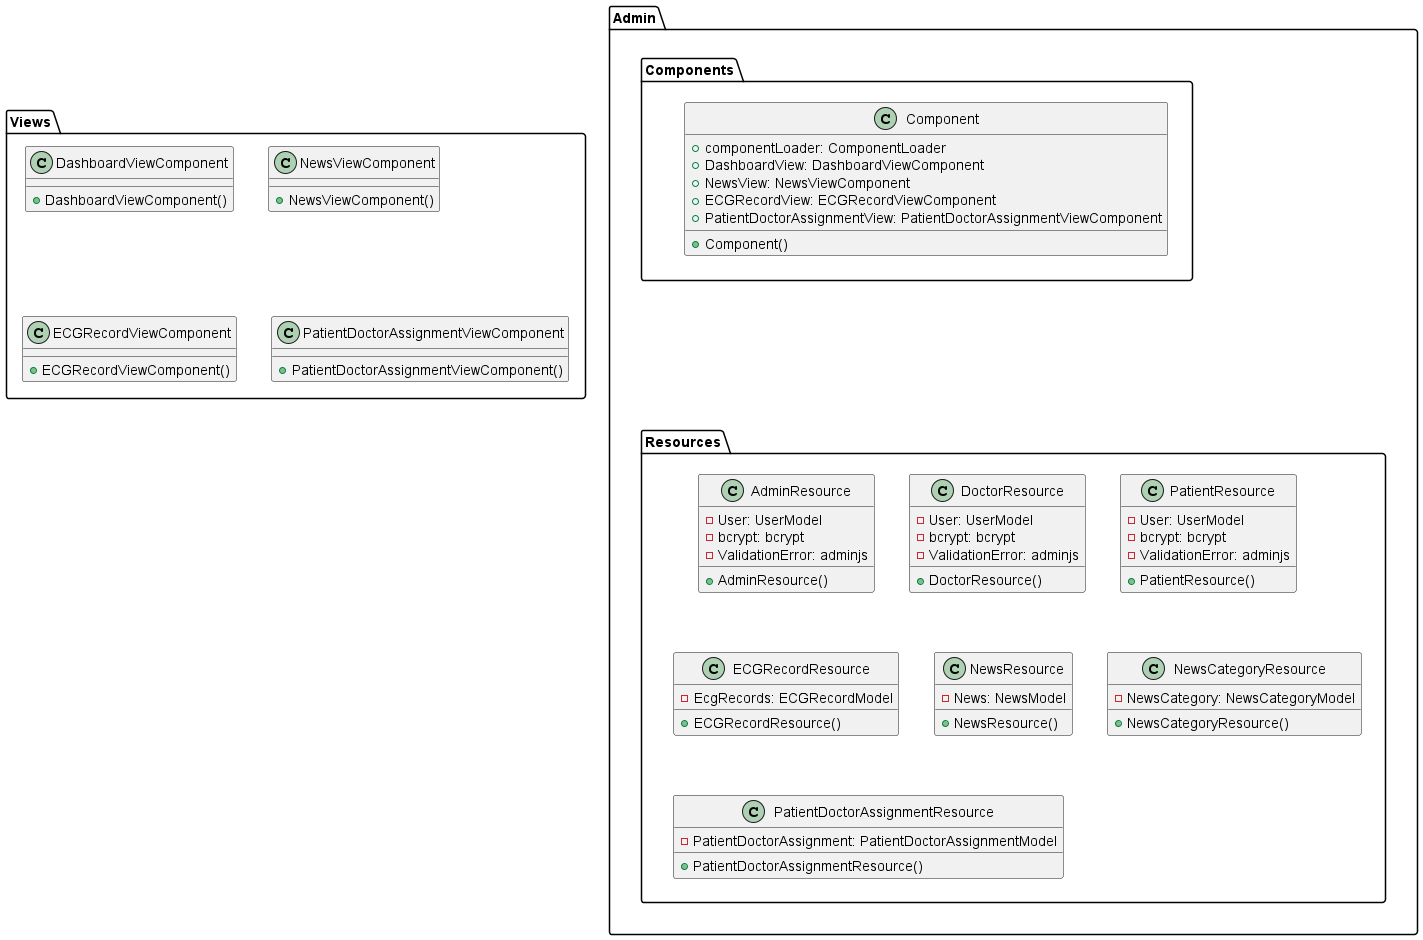 Admin
Components
C Component
componentLoader: ComponentLoader
DashboardView: DashboardViewComponent
NewsView: NewsViewComponent
ECGRecordView: ECGRecordViewComponent
PatientDoctorAssignmentView: PatientDoctorAssignmentViewComponent
Component()
Views
C DashboardViewComponent
DashboardViewComponent()
C NewsViewComponent
NewsViewComponent()
C ECGRecordViewComponent
ECGRecordViewComponent()
C PatientDoctorAssignmentViewComponent
PatientDoctorAssignmentViewComponent()
Resources
C AdminResource
User: UserModel
bcrypt: bcrypt
ValidationError: adminjs
AdminResource()
C DoctorResource
User: UserModel
bcrypt: bcrypt
ValidationError: adminjs
DoctorResource()
C PatientResource
User: UserModel
bcrypt: bcrypt
ValidationError: adminjs
PatientResource()
C ECGRecordResource
EcgRecords: ECGRecordModel
ECGRecordResource()
C NewsResource
News: NewsModel
NewsResource()
C NewsCategoryResource
NewsCategory: NewsCategoryModel
NewsCategoryResource()
C PatientDoctorAssignmentResource
PatientDoctorAssignment: PatientDoctorAssignmentModel
PatientDoctorAssignmentResource()